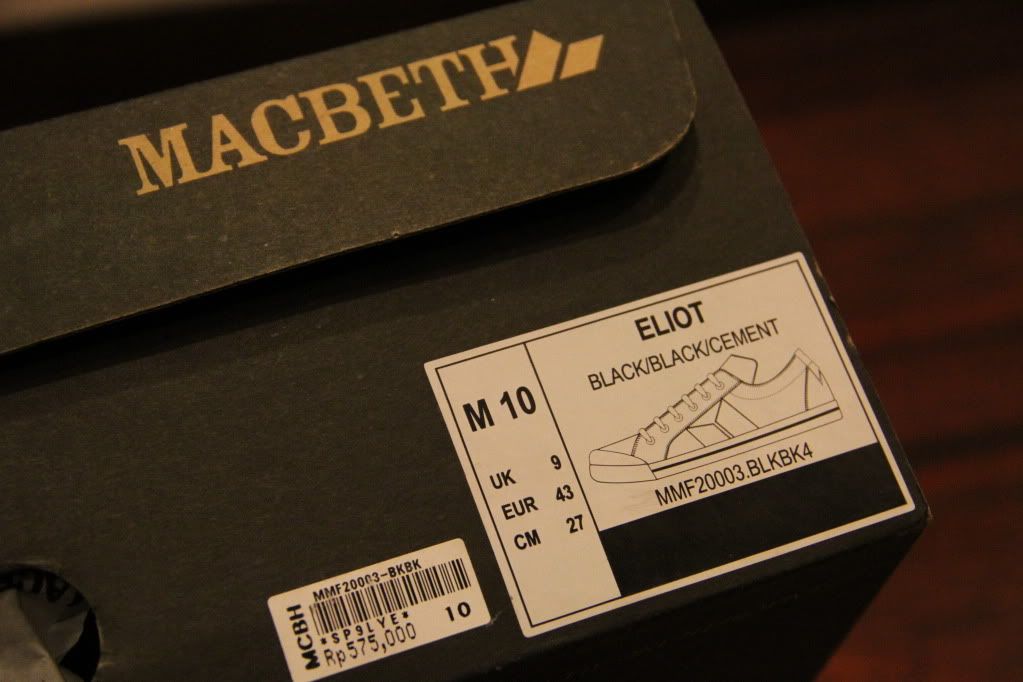 MACBETH
ELIOT
BLACK/BLACK/CEMENT
M 10
UK 9
EUR 43
CM 27
MMF20003.BLKBK4
MCBH
MMF20003-BKBK
*SP9LYE*
10
Rp575,000